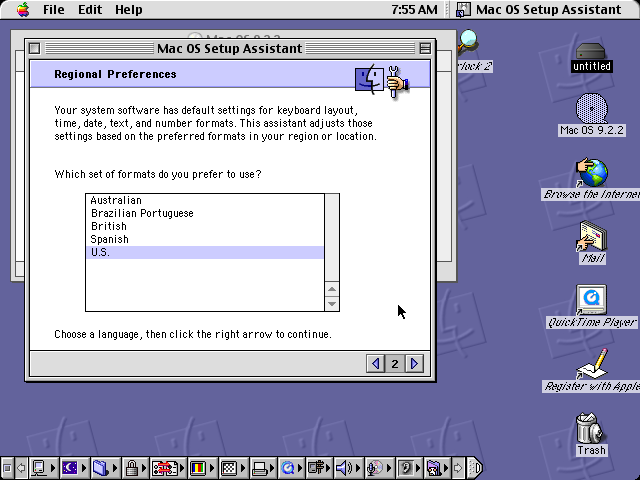 File Edit Help 7:55 AM Mac OS Setup Assistant
Mac OS 9.2.2
Mac OS Setup Assistant
Regional Preferences
Your system software has default settings for keyboard layout,
time, date, text, and number formats. This assistant adjusts those
settings based on the preferred formats in your region or location.
Which set of formats do you prefer to use?
Australian
Brazilian Portuguese
British
Spanish
U.S.
Choose a language, then click the right arrow to continue.
2
rlock 2
untitled
Mac OS 9.2.2
Browse the Internet
Mail
QuickTime Player
Register with Apple
Trash